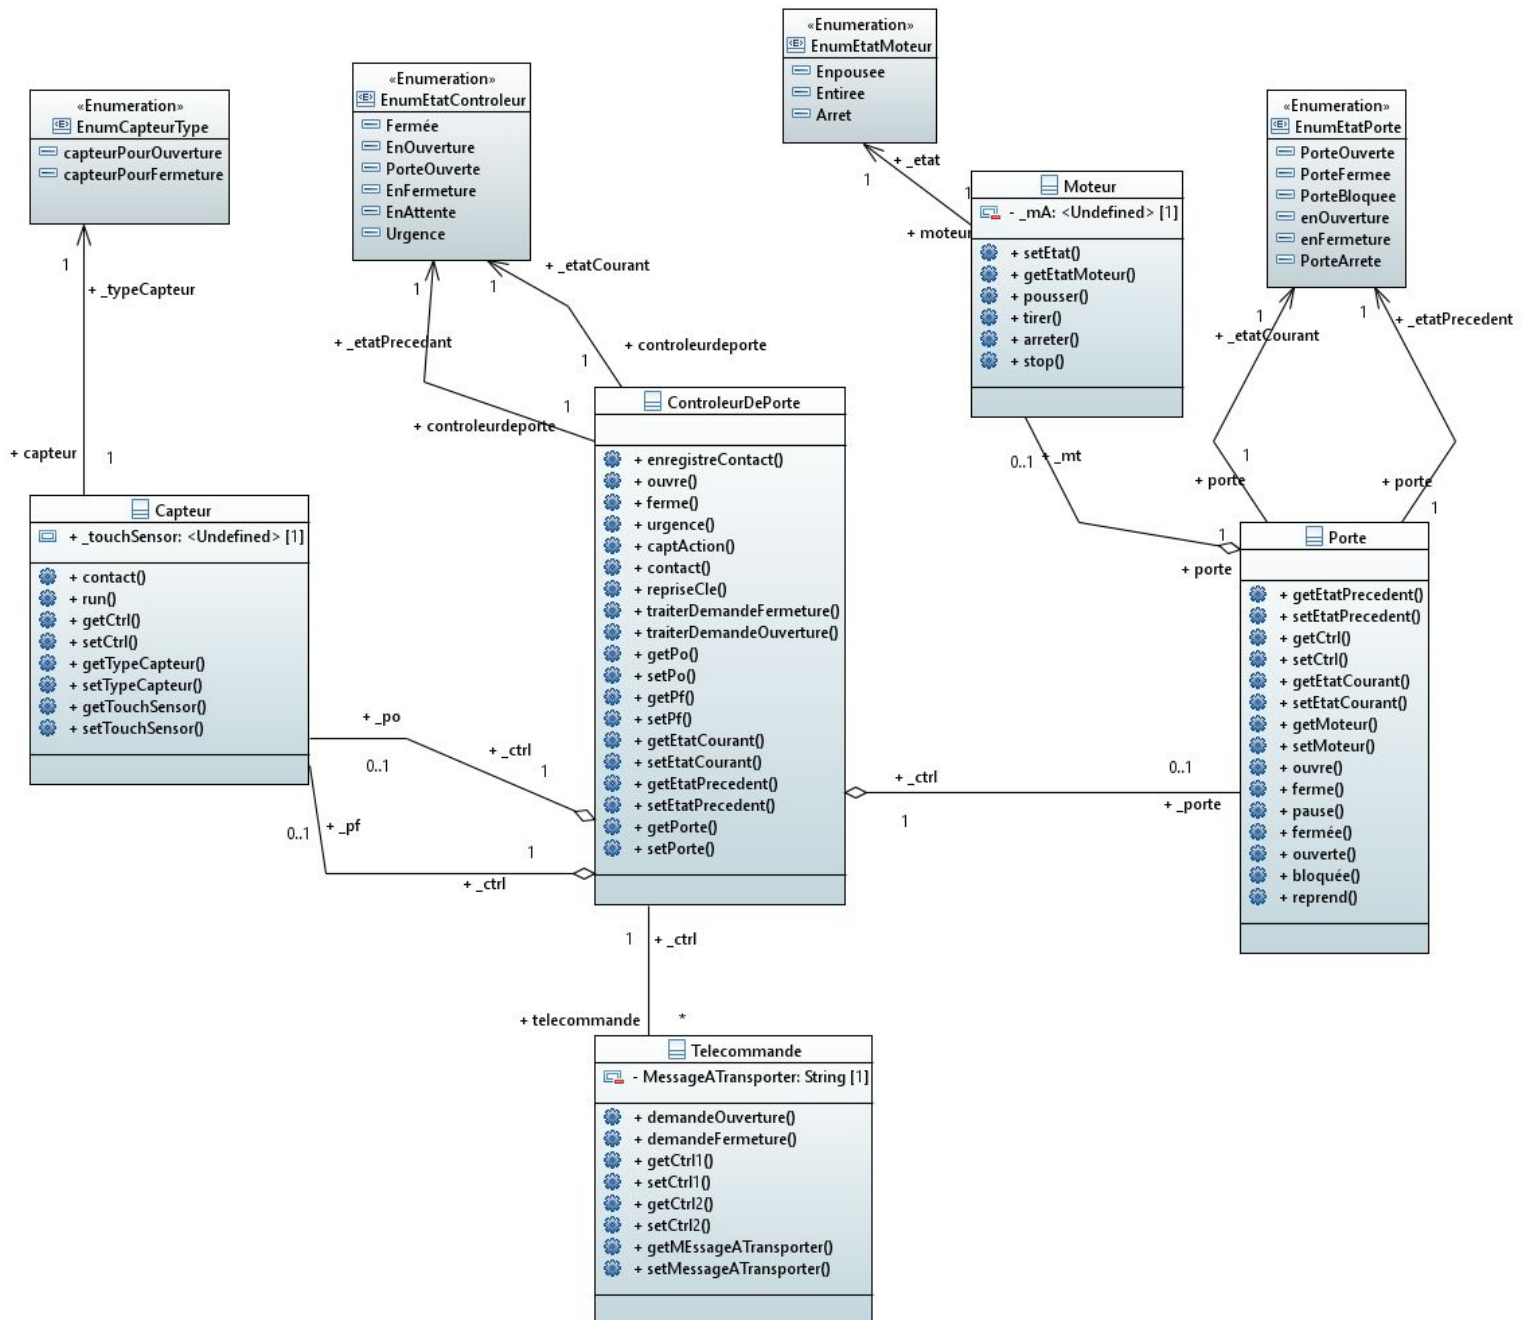 «Enumeration»
EnumEtatMoteur
Enpousee
Entiree
Arret
«Enumeration»
EnumEtatControleur
Fermée
EnOuverture
PorteOuverte
EnFermeture
EnAttente
Urgence
«Enumeration»
EnumCapteurType
capteurPourOuverture
capteurPourFermeture
«Enumeration»
EnumEtatPorte
PorteOuverte
PorteFermee
PorteBloquee
enOuverture
enFermeture
PorteArrete
+ _etat
1
1
+ moteur
Moteur
- _mA: <Undefined> [1]
+ setEtat()
+ getEtatMoteur()
+ pousser()
+ tirer()
+ arreter()
+ stop()
1
+ _typeCapteur
+ capteur
1
1
+ _etatPrecedant
1
+ controleurdeporte
1
+ _etatCourant
1
+ controleurdeporte
1
+ _etatCourant
1
+ porte
1
+ _etatPrecedent
+ porte
1
0..1
+ _mt
1
+ porte
Capteur
+ _touchSensor: <Undefined> [1]
+ contact()
+ run()
+ getCtrl()
+ setCtrl()
+ getTypeCapteur()
+ setTypeCapteur()
+ getTouchSensor()
+ setTouchSensor()
ControleurDePorte
+ enregistreContact()
+ ouvre()
+ ferme()
+ urgence()
+ captAction()
+ contact()
+ repriseCle()
+ traiterDemandeFermeture()
+ traiterDemandeOuverture()
+ getPo()
+ setPo()
+ getPf()
+ setPf()
+ getEtatCourant()
+ setEtatCourant()
+ getEtatPrecedent()
+ setEtatPrecedent()
+ getPorte()
+ setPorte()
Porte
+ getEtatPrecedent()
+ setEtatPrecedent()
+ getCtrl()
+ setCtrl()
+ getEtatCourant()
+ setEtatCourant()
+ getMoteur()
+ setMoteur()
+ ouvre()
+ ferme()
+ pause()
+ fermée()
+ ouverte()
+ bloquée()
+ reprend()
+ _po
0..1
+ _ctrl
1
0..1
+ _pf
1
+ _ctrl
+ _ctrl
1
0..1
+ _porte
1
+ _ctrl
+ telecommande
*
Telecommande
- MessageATransporter: String [1]
+ demandeOuverture()
+ demandeFermeture()
+ getCtrl1()
+ setCtrl1()
+ getCtrl2()
+ setCtrl2()
+ getMEssageATransporter()
+ setMessageATransporter()